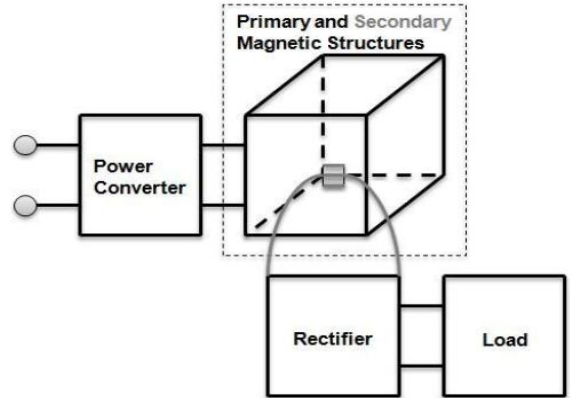 Primary and Secondary
Magnetic Structures
Power
Converter
Rectifier
Load